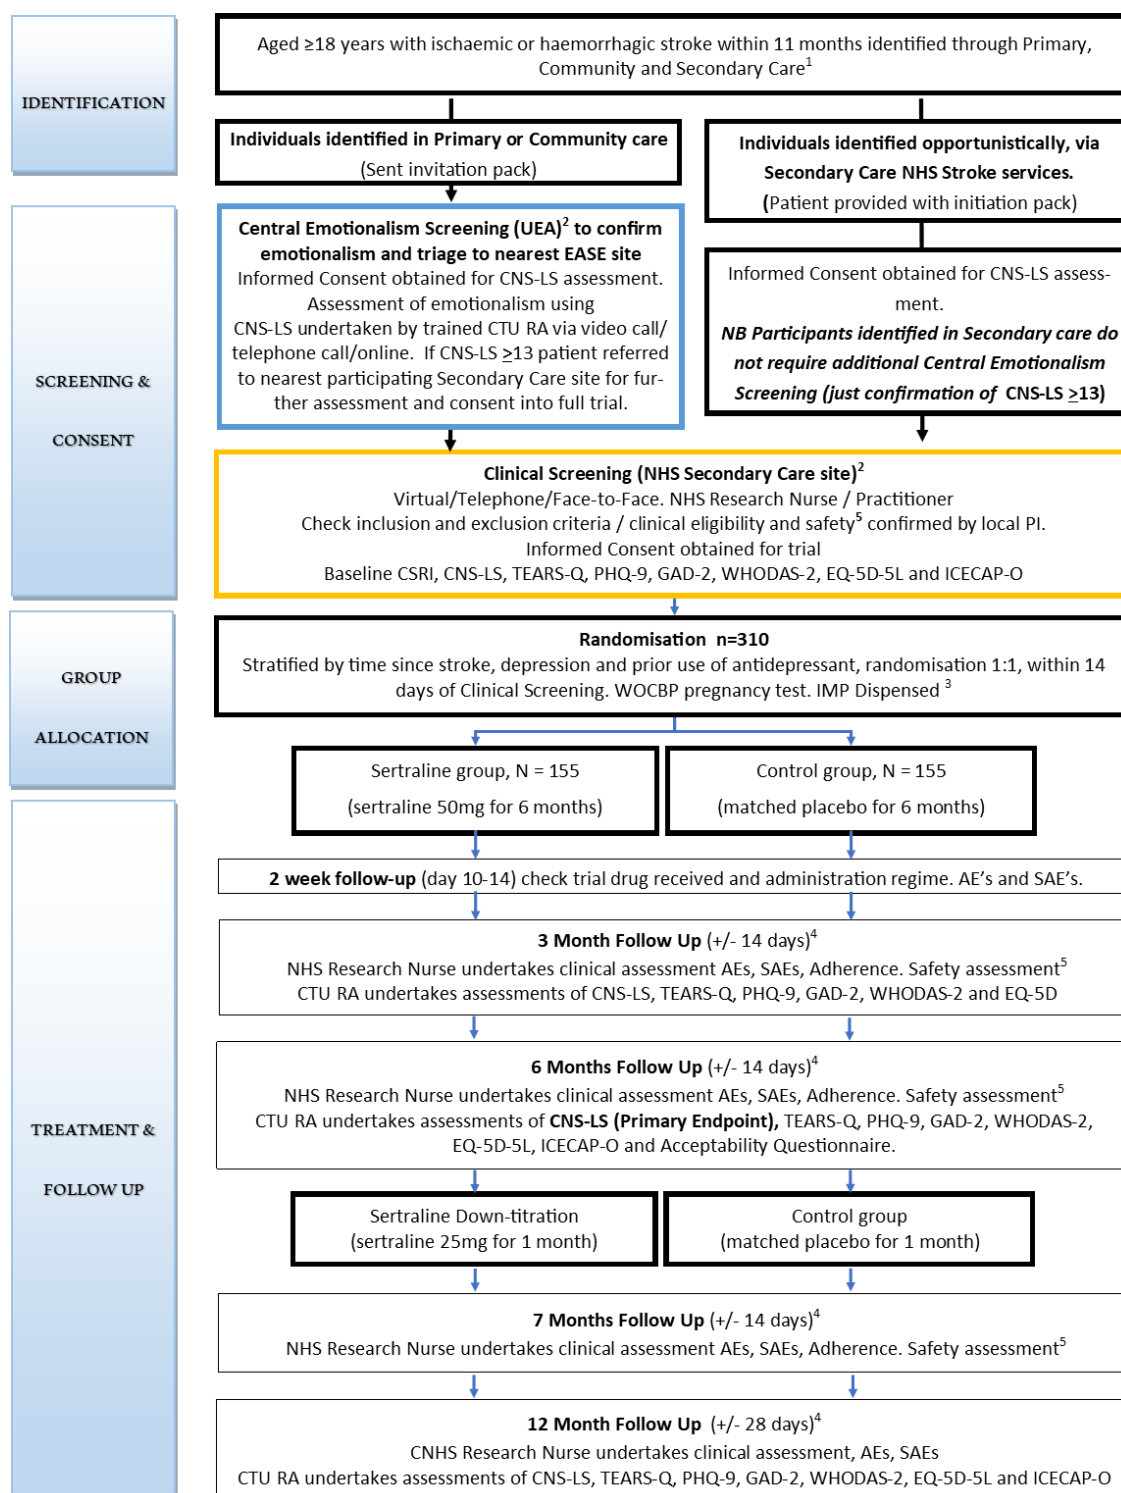 IDENTIFICATION
Aged ≥18 years with ischaemic or haemorrhagic stroke within 11 months identified through Primary,
Community and Secondary Care1
Individuals identified in Primary or Community care
(Sent invitation pack)
Individuals identified opportunistically, via
Secondary Care NHS Stroke services.
(Patient provided with initiation pack)
SCREENING &
CONSENT
Central Emotionalism Screening (UEA)2 to confirm
emotionalism and triage to nearest EASE site
Informed Consent obtained for CNS-LS assessment.
Assessment of emotionalism using
CNS-LS undertaken by trained CTU RA via video call/
telephone call/online.  If CNS-LS ≥13 patient referred
to nearest participating Secondary Care site for fur-
ther assessment and consent into full trial.
Informed Consent obtained for CNS-LS assess-
ment.
NB Participants identified in Secondary care do
not require additional Central Emotionalism
Screening (just confirmation of CNS-LS ≥13)
Clinical Screening (NHS Secondary Care site)2
Virtual/Telephone/Face-to-Face. NHS Research Nurse / Practitioner
Check inclusion and exclusion criteria / clinical eligibility and safety5 confirmed by local PI.
Informed Consent obtained for trial
Baseline CSRI, CNS-LS, TEARS-Q, PHQ-9, GAD-2, WHODAS-2, EQ-5D-5L and ICECAP-O
GROUP
ALLOCATION
Randomisation  n=310
Stratified by time since stroke, depression and prior use of antidepressant, randomisation 1:1, within 14
days of Clinical Screening. WOCBP pregnancy test. IMP Dispensed 3
Sertraline group, N = 155
(sertraline 50mg for 6 months)
Control group, N = 155
(matched placebo for 6 months)
TREATMENT &
FOLLOW UP
2 week follow-up (day 10-14) check trial drug received and administration regime. AE's and SAE's.
3 Month Follow Up (+/- 14 days)4
NHS Research Nurse undertakes clinical assessment AEs, SAEs, Adherence. Safety assessment5
CTU RA undertakes assessments of CNS-LS, TEARS-Q, PHQ-9, GAD-2, WHODAS-2 and EQ-5D
6 Months Follow Up (+/- 14 days)4
NHS Research Nurse undertakes clinical assessment AEs, SAEs, Adherence. Safety assessment5
CTU RA undertakes assessments of CNS-LS (Primary Endpoint), TEARS-Q, PHQ-9, GAD-2, WHODAS-2,
EQ-5D-5L, ICECAP-O and Acceptability Questionnaire.
Sertraline Down-titration
(sertraline 25mg for 1 month)
Control group
(matched placebo for 1 month)
7 Months Follow Up (+/- 14 days)4
NHS Research Nurse undertakes clinical assessment AEs, SAEs, Adherence. Safety assessment5
12 Month Follow Up  (+/- 28 days)4
CNHS Research Nurse undertakes clinical assessment, AEs, SAEs
CTU RA undertakes assessments of CNS-LS, TEARS-Q, PHQ-9, GAD-2, WHODAS-2, EQ-5D-5L and ICECAP-O